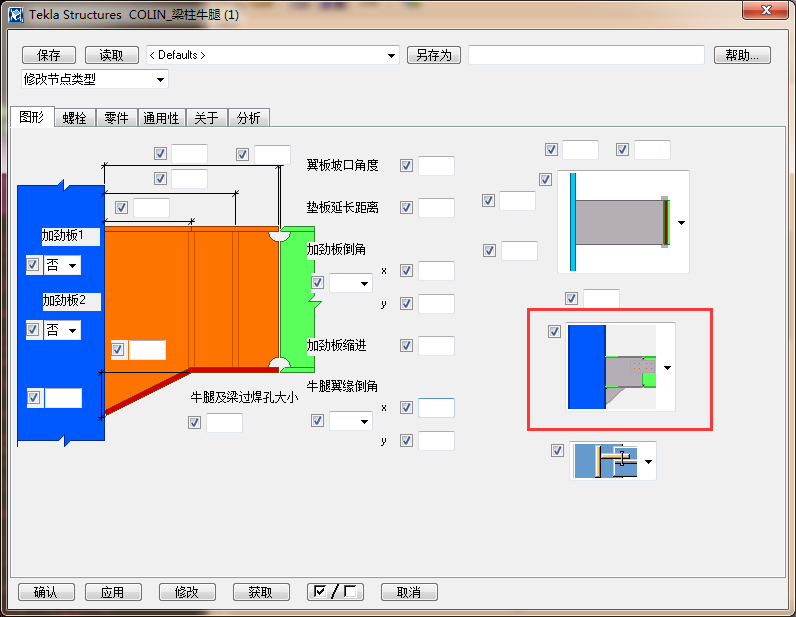 Tekla Structures COLIN_梁柱牛腿 (1)
保存 读取 < Defaults > 另存为 帮助...
修改节点类型
图形 螺栓 零件 通用性 关于 分析
翼板坡口角度
垫板延长距离
加劲板1
加劲板倒角
否
x
加劲板2
y
否
加劲板缩进
牛腿翼缘倒角
牛腿及梁过焊孔大小
x
y
确认 应用 修改 获取 / 取消